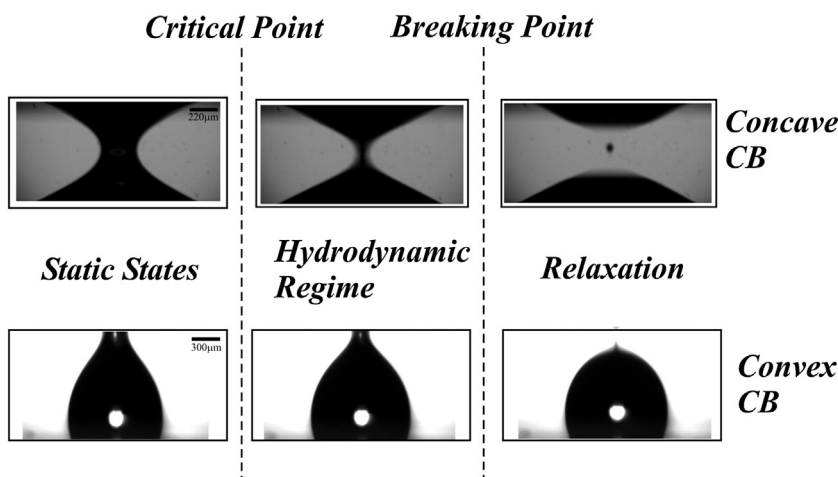 Critical Point
Breaking Point
220μm
Concave
CB
Static States
Hydrodynamic
Regime
Relaxation
300μm
Convex
CB